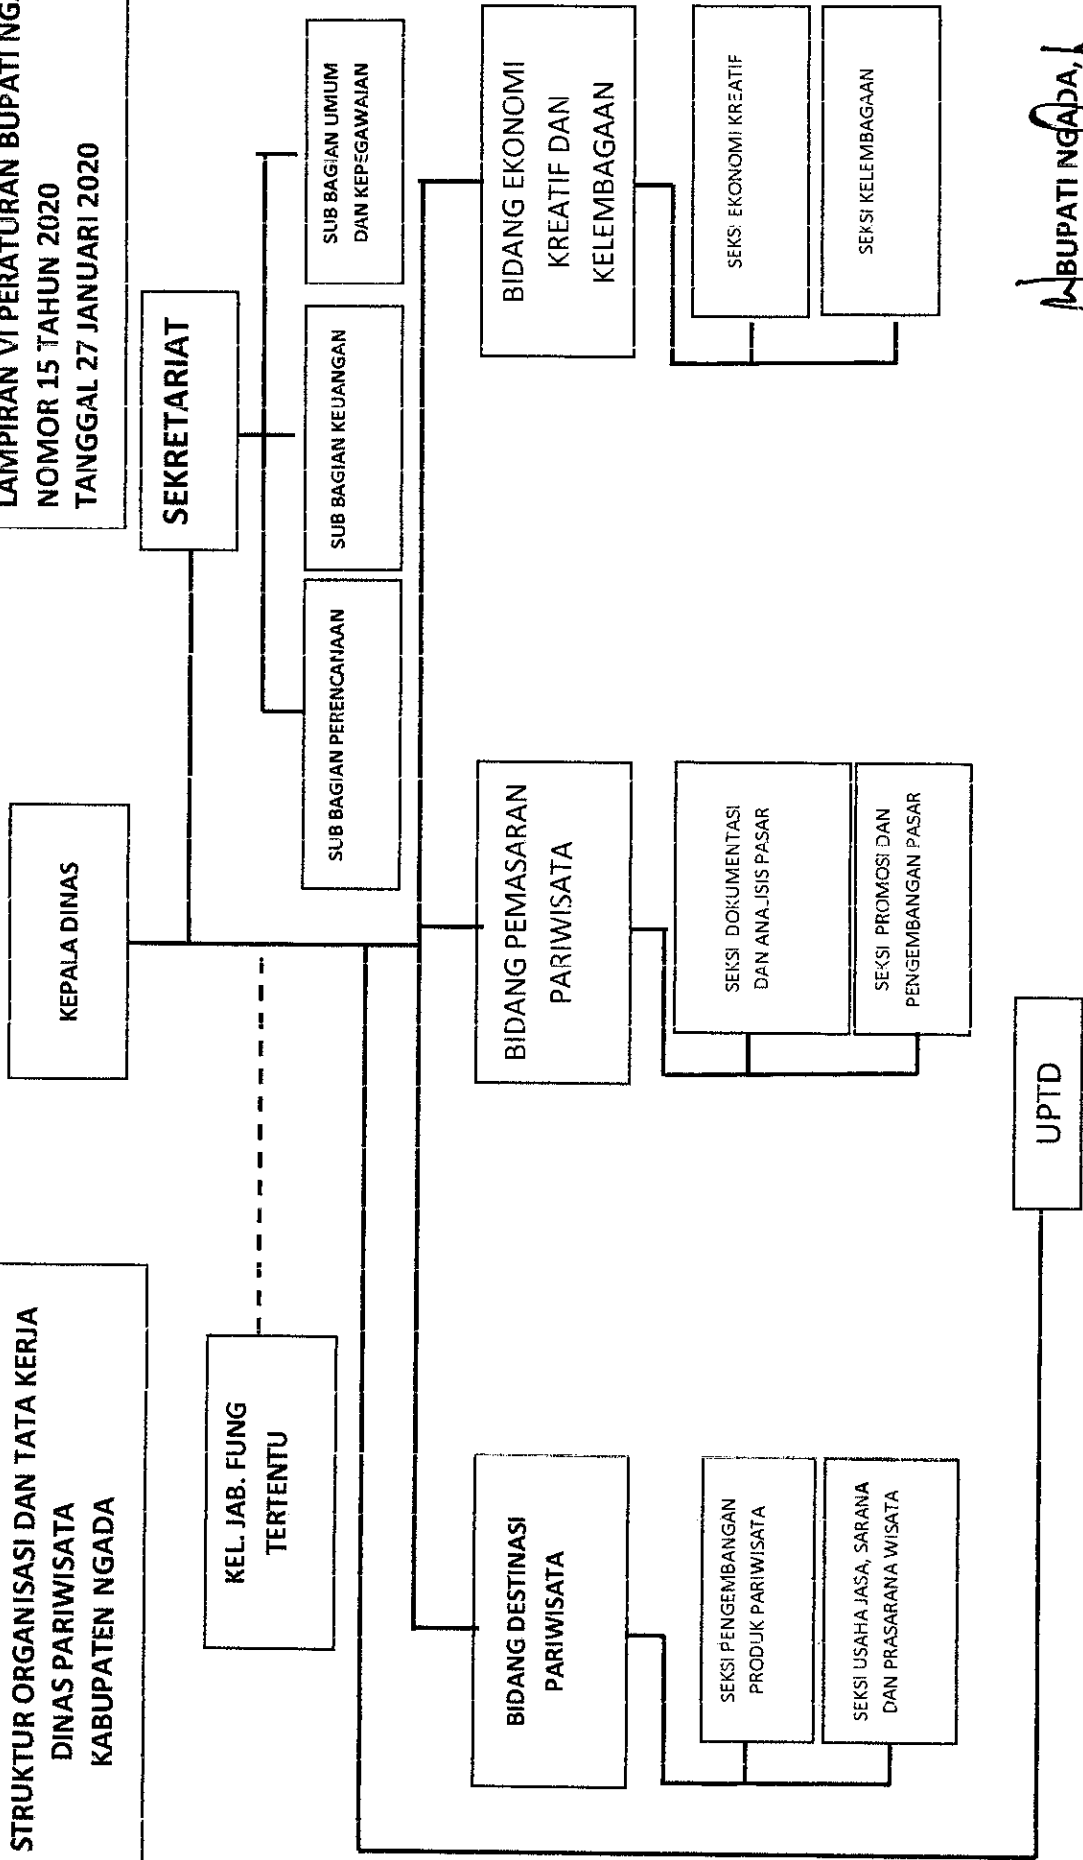 STRUKTUR ORGANISASI DAN TATA KERJA
DINAS PARIWISATA
KABUPATEN NGADA
LAMPIRAN VI PERATURAN BUPATI
NOMOR 15 TAHUN 2020
TANGGAL 27 JANUARI 2020
KEPALA DINAS
SEKRETARIAT
KEL. JAB. FUNG
TERTENTU
SUB BAGIAN PERENCANAAN
SUB BAGIAN KEUANGAN
SUB BAGIAN UMUM
DAN KEPEGAWAIAN
BIDANG DESTINASI
PARIWISATA
BIDANG PEMASARAN
PARIWISATA
BIDANG EKONOMI
KREATIF DAN
KELEMBAGAAN
SEKSI PENGEMBANGAN
PRODUK PARIWISATA
SEKSI USAHA JASA, SARANA
DAN PRASARANA WISATA
SEKSI DOKUMENTASI
DAN ANALISIS PASAR
SEKSI PROMOSI DAN
PENGEMBANGAN PASAR
SEKSI EKONOMI KREATIF
SEKSI KELEMBAGAAN
UPTD
BUPATI NGADA,